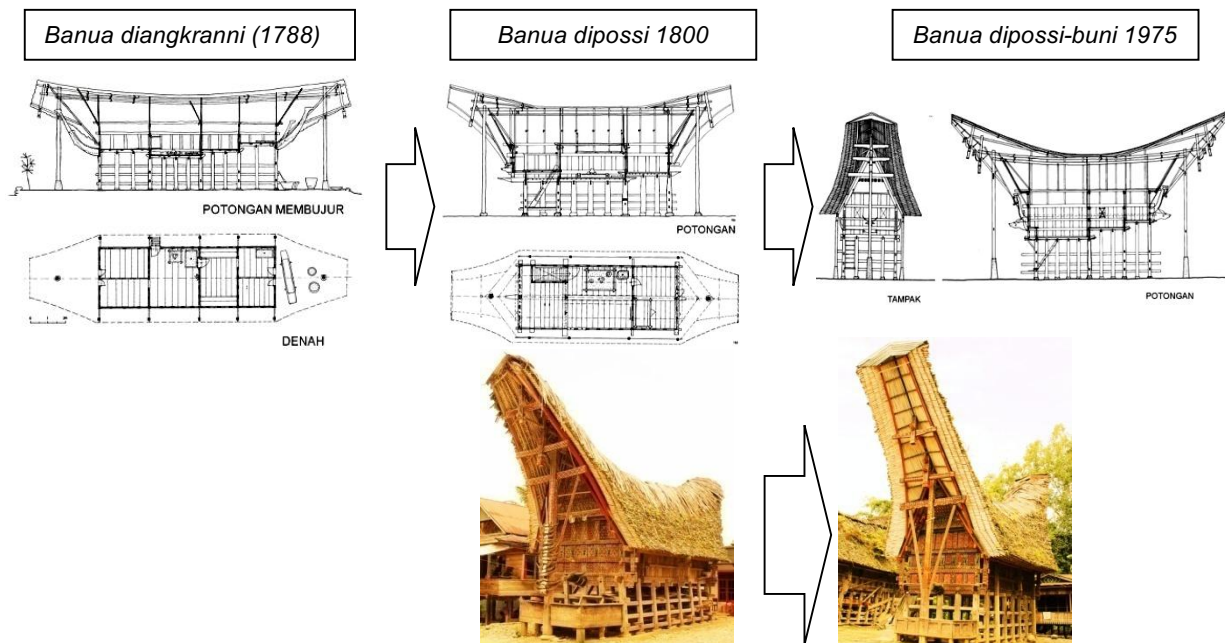 Banua diangkranni (1788)
Banua dipossi 1800
Banua dipossi-buni 1975
POTONGAN MEMBUJUR
DENAH
POTONGAN
TAMPAK
POTONGAN